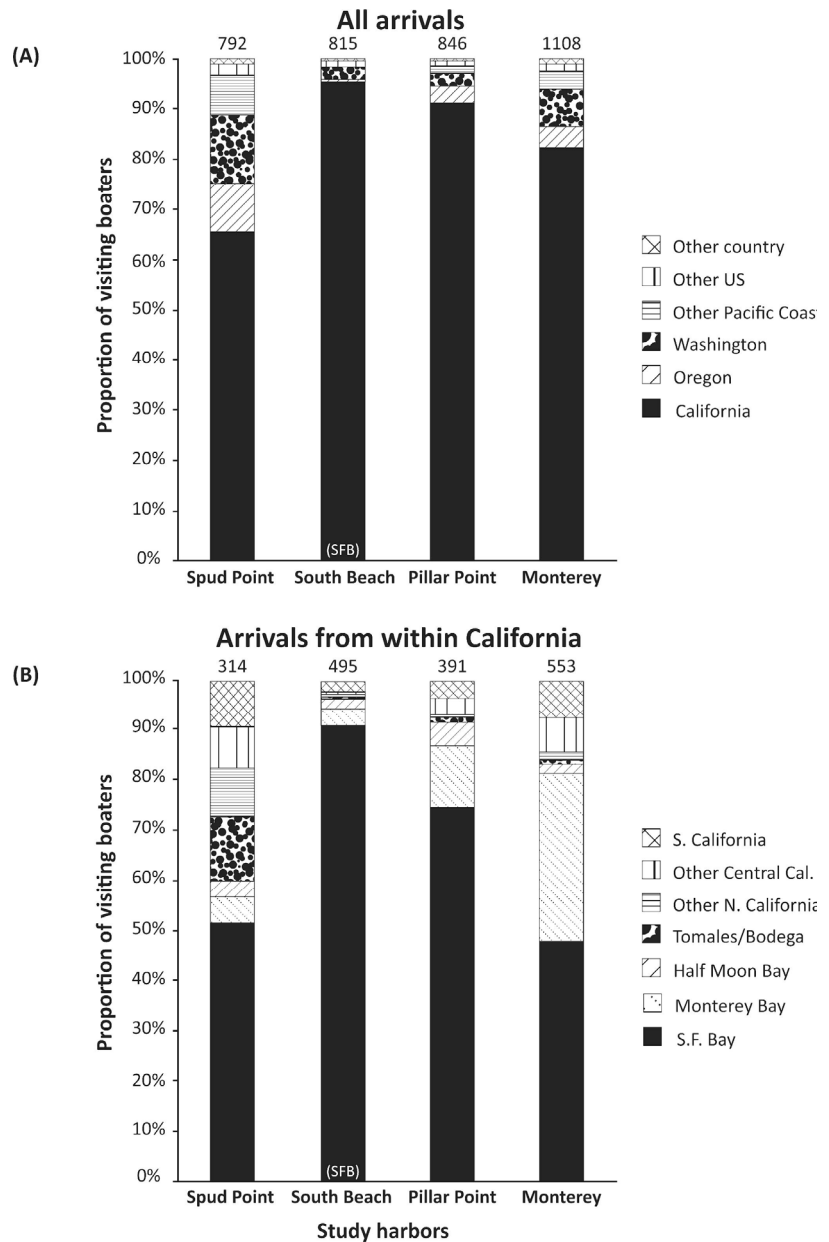 All arrivals
(A)
792 815 846 1108
100%
90%
80%
70%
60%
50%
40%
30%
20%
10%
0%
Proportion of visiting boaters
(SFB)
Spud Point South Beach Pillar Point Monterey
Other country
Other US
Other Pacific Coast
Washington
Oregon
California
Arrivals from within California
(B)
314 495 391 553
100%
90%
80%
70%
60%
50%
40%
30%
20%
10%
0%
Proportion of visiting boaters
(SFB)
Spud Point South Beach Pillar Point Monterey
Study harbors
S. California
Other Central Cal.
Other N. California
Tomales/Bodega
Half Moon Bay
Monterey Bay
S.F. Bay